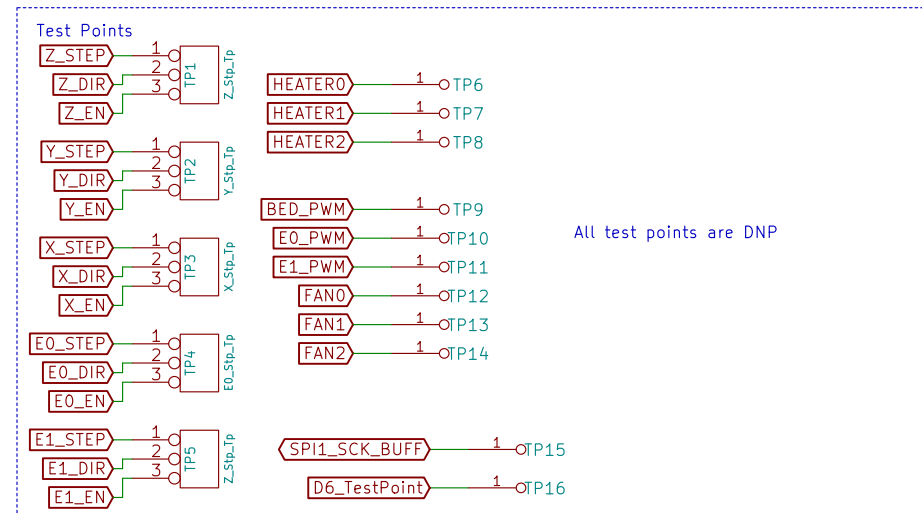 Test Points
Z_STEP 1
Z_DIR 2
Z_EN 3
TP1 Z_Stp_Tp
Y_STEP 1
Y_DIR 2
Y_EN 3
TP2 Y_Stp_Tp
X_STEP 1
X_DIR 2
X_EN 3
TP3 X_Stp_Tp
E0_STEP 1
E0_DIR 2
E0_EN 3
TP4 E0_Stp_Tp
E1_STEP 1
E1_DIR 2
E1_EN 3
TP5 Z_Stp_Tp
HEATER0 1 TP6
HEATER1 1 TP7
HEATER2 1 TP8
BED_PWM 1 TP9
E0_PWM 1 TP10
E1_PWM 1 TP11
FAN0 1 TP12
FAN1 1 TP13
FAN2 1 TP14
SPI1_SCK_BUFF 1 TP15
D6_TestPoint 1 TP16
All test points are DNP